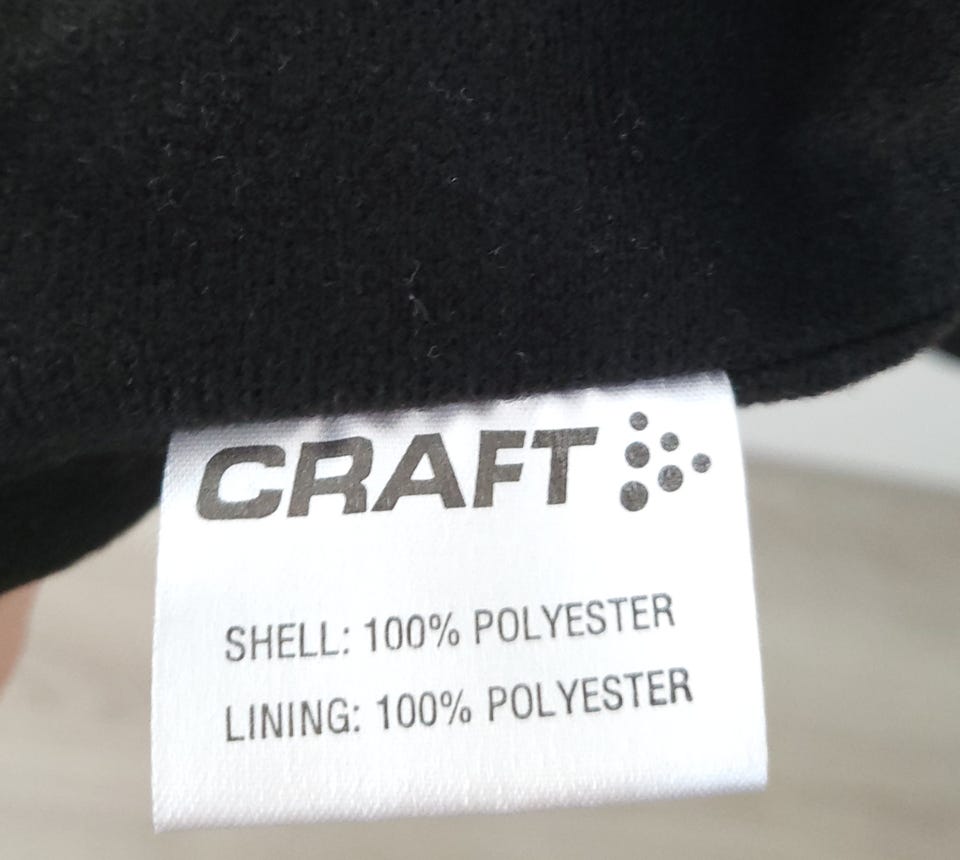 CRAFT
SHELL: 100% POLYESTER
LINING: 100% POLYESTER